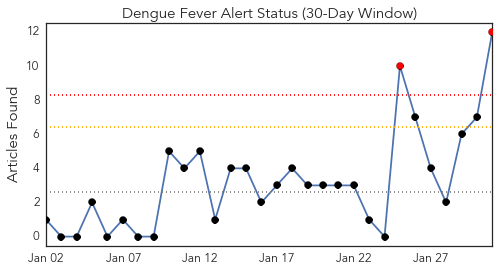 Dengue Fever Alert Status (30-Day Window)
Articles Found
12
10
8
6
4
2
0
Jan 02 Jan 07 Jan 12 Jan 17 Jan 22 Jan 27